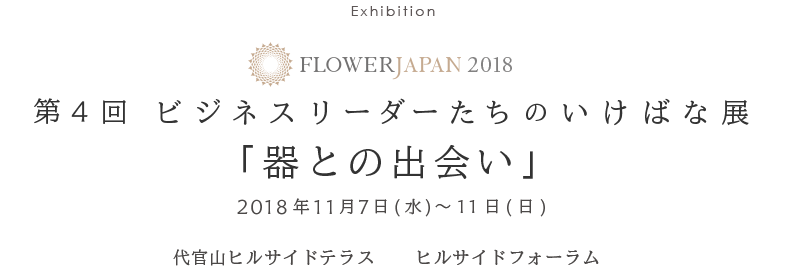 Exhibition
FLOWERJAPAN 2018
第4回 ビジネスリーダーたちのいけばな展
「器との出会い」
2018年11月7日(水)～11日(日)
代官山ヒルサイドテラス　ヒルサイドフォーラム